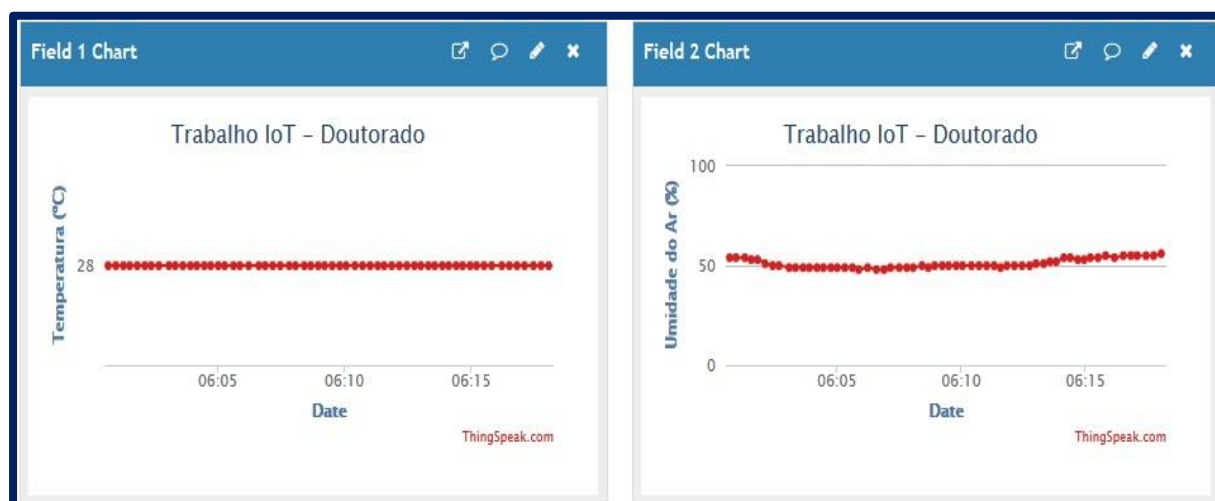 Field 1 Chart
Trabalho IoT – Doutorado
Temperatura (ºC)
28
06:05 06:10 06:15
Date
ThingSpeak.com
Field 2 Chart
Trabalho IoT – Doutorado
Umidade do Ar (%)
100
50
0
06:05 06:10 06:15
Date
ThingSpeak.com